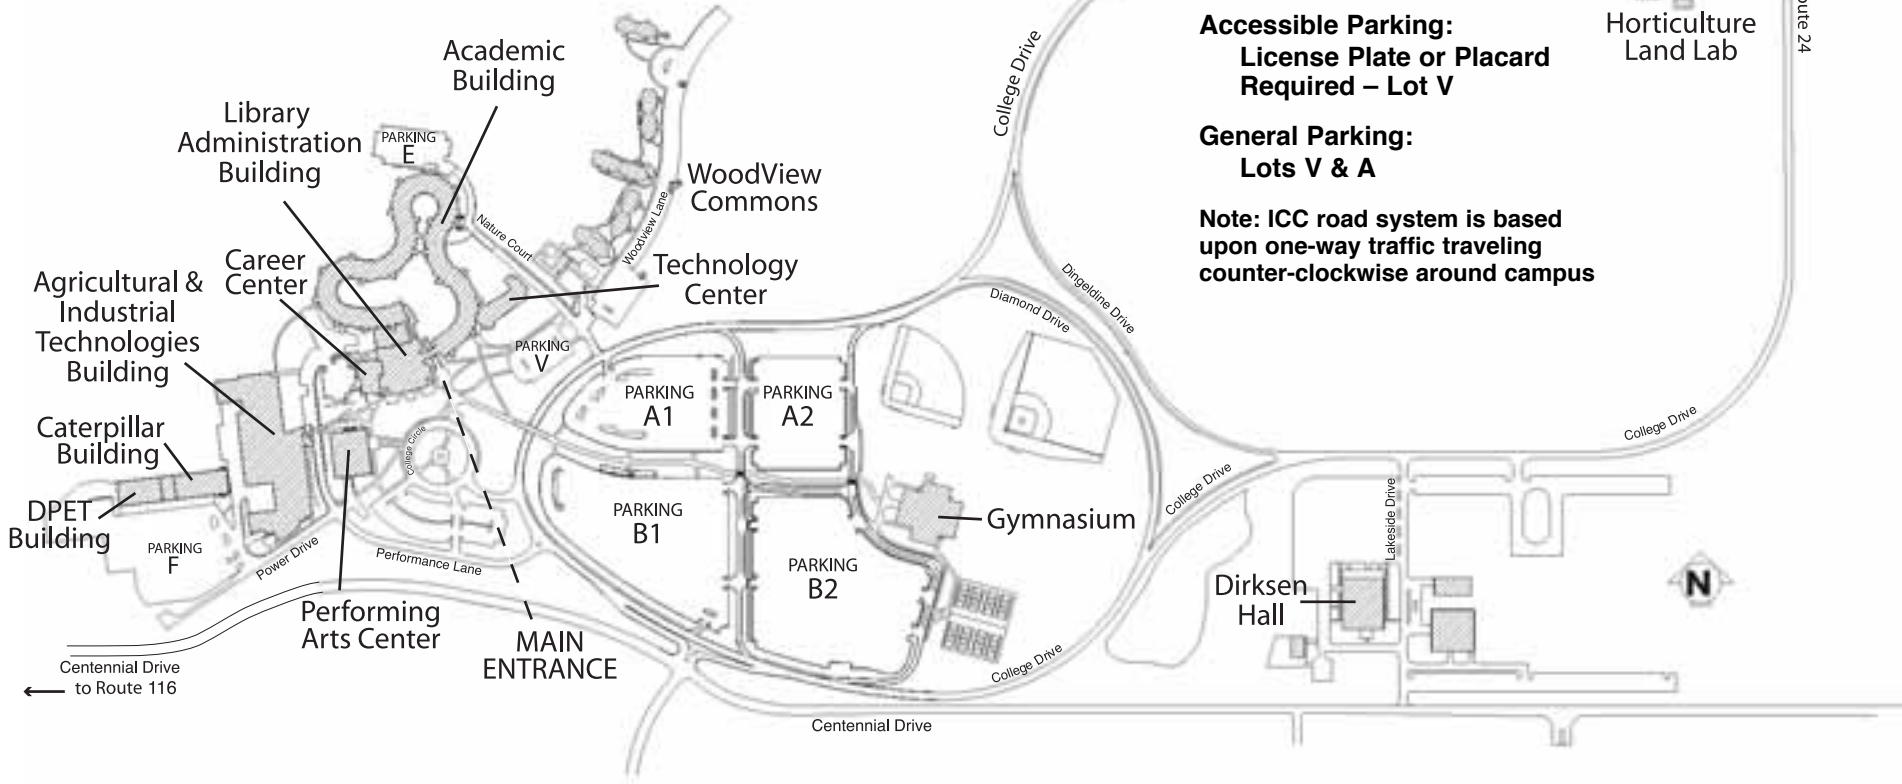 Accessible Parking:
License Plate or Placard
Required – Lot V
General Parking:
Lots V & A
Note: ICC road system is based
upon one-way traffic traveling
counter-clockwise around campus
Horticulture
Land Lab
24
College Drive
Academic
Building
Library
Administration
Building
PARKING
E
WoodView
Commons
Woodview Lane
Nature Court
Career
Center
Technology
Center
Agricultural &
Industrial
Technologies
Building
PARKING
V
Diamond Drive
Dingeldine Drive
PARKING
A1
PARKING
A2
College Drive
Caterpillar
Building
College Circle
DPET
Building
PARKING
F
Power Drive
Performance Lane
PARKING
B1
PARKING
B2
Gymnasium
College Drive
Lakeside Drive
Dirksen
Hall
N
Performing
Arts Center
MAIN
ENTRANCE
College Drive
Centennial Drive
to Route 116
Centennial Drive